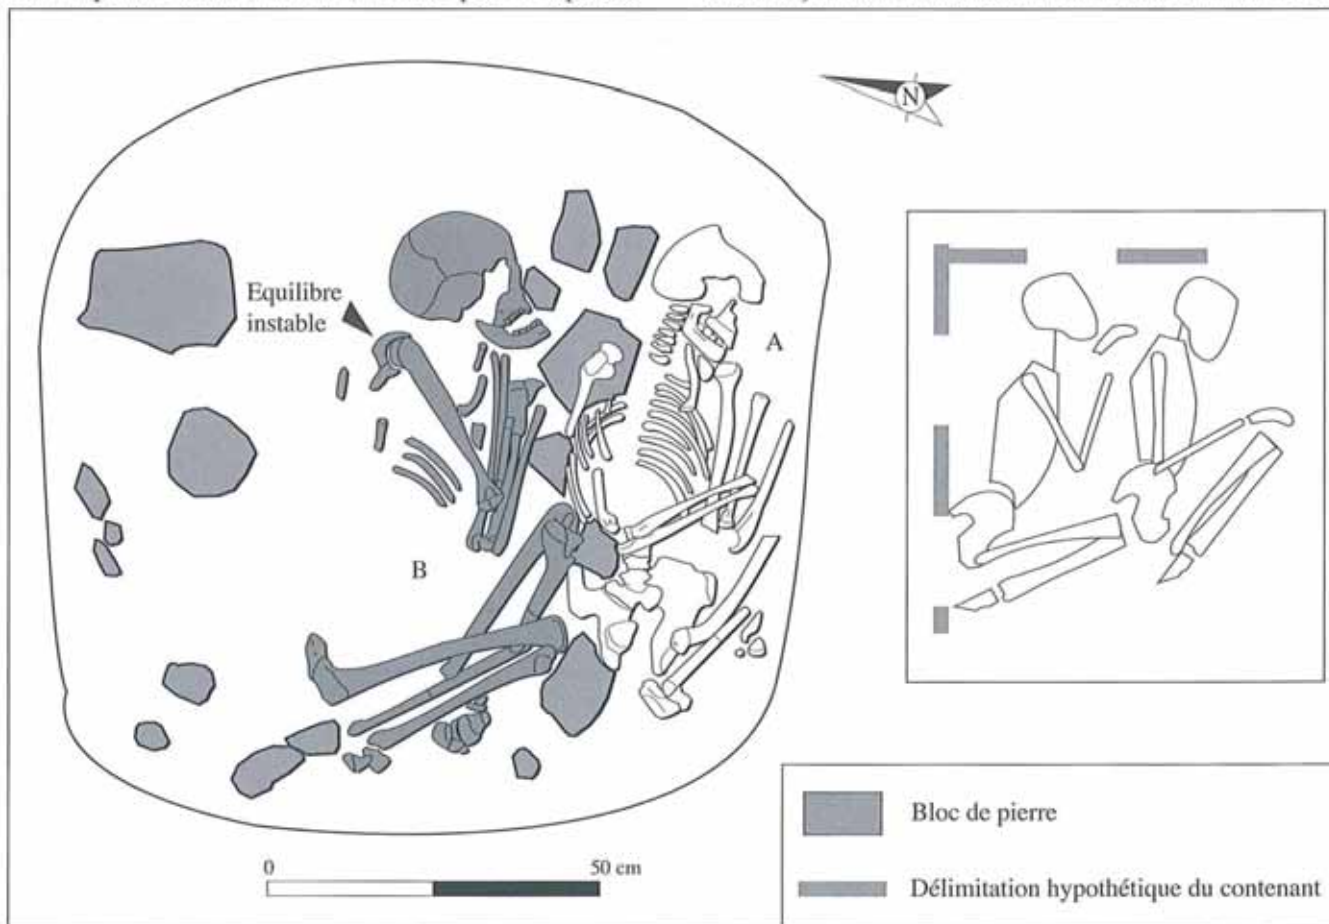 N
Equilibre
instable
A
B
0 50 cm
Bloc de pierre
Délimitation hypothétique du contenant